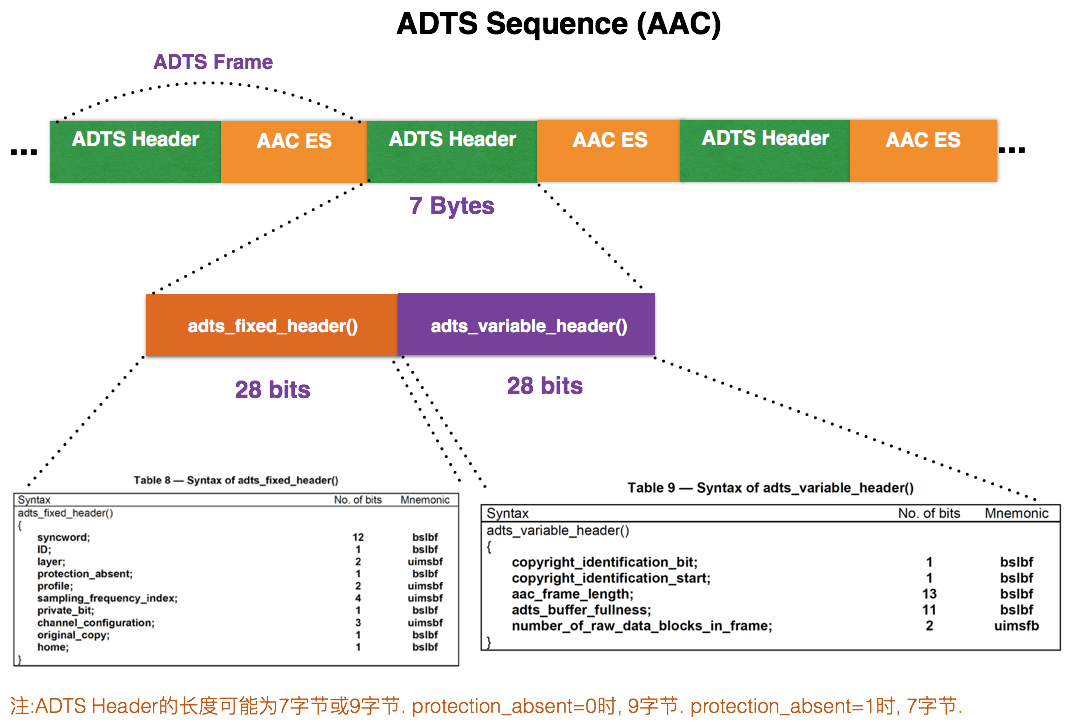 ADTS Sequence (AAC)
ADTS Frame
... ADTS Header AAC ES ADTS Header AAC ES ADTS Header AAC ES ...
7 Bytes
adts_fixed_header() adts_variable_header()
28 bits 28 bits
Table 8 — Syntax of adts_fixed_header()
Syntax No. of bits Mnemonic
adts_fixed_header()
{
syncword; 12 bslbf
ID; 1 bslbf
layer; 2 uimsbf
protection_absent; 1 bslbf
profile; 2 uimsbf
sampling_frequency_index; 4 uimsbf
private_bit; 1 bslbf
channel_configuration; 3 uimsbf
original_copy; 1 bslbf
home; 1 bslbf
}
Table 9 — Syntax of adts_variable_header()
Syntax No. of bits Mnemonic
adts_variable_header()
{
copyright_identification_bit; 1 bslbf
copyright_identification_start; 1 bslbf
aac_frame_length; 13 bslbf
adts_buffer_fullness; 11 bslbf
number_of_raw_data_blocks_in_frame; 2 uimsfb
}
注:ADTS Header的长度可能为7字节或9字节. protection_absent=0时, 9字节. protection_absent=1时, 7字节.